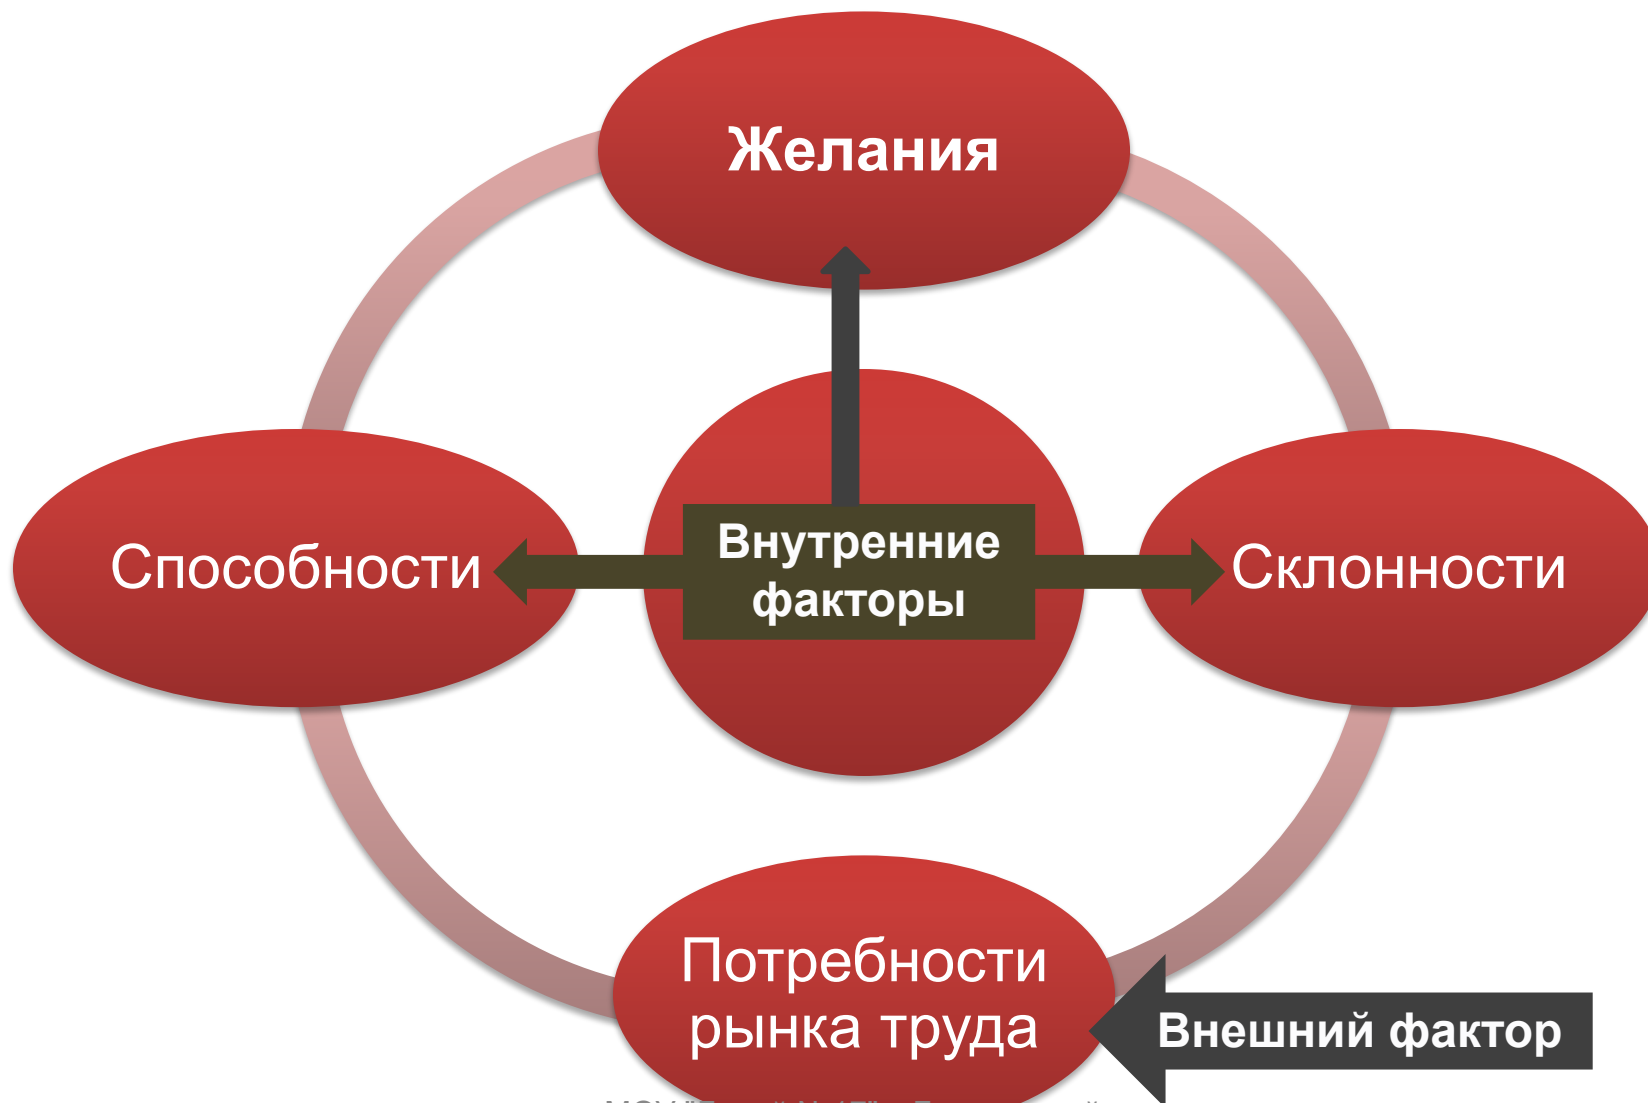 Желания
Способности
Внутренние
факторы
Склонности
Потребности
рынка труда
Внешний фактор